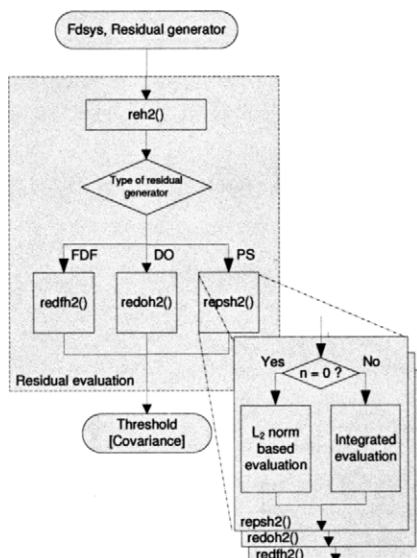 Fdsys, Residual generator
reh2()
Type of residual
generator
FDF
DO
PS
redfh2()
redoh2()
repsh2()
Residual evaluation
Threshold
[Covariance]
Yes
n = 0 ?
No
L2 norm
based
evaluation
Integrated
evaluation
repsh2()
redoh2()
redfh2()